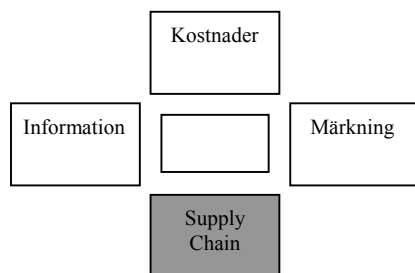 Kostnader
Information
Märkning
Supply
Chain